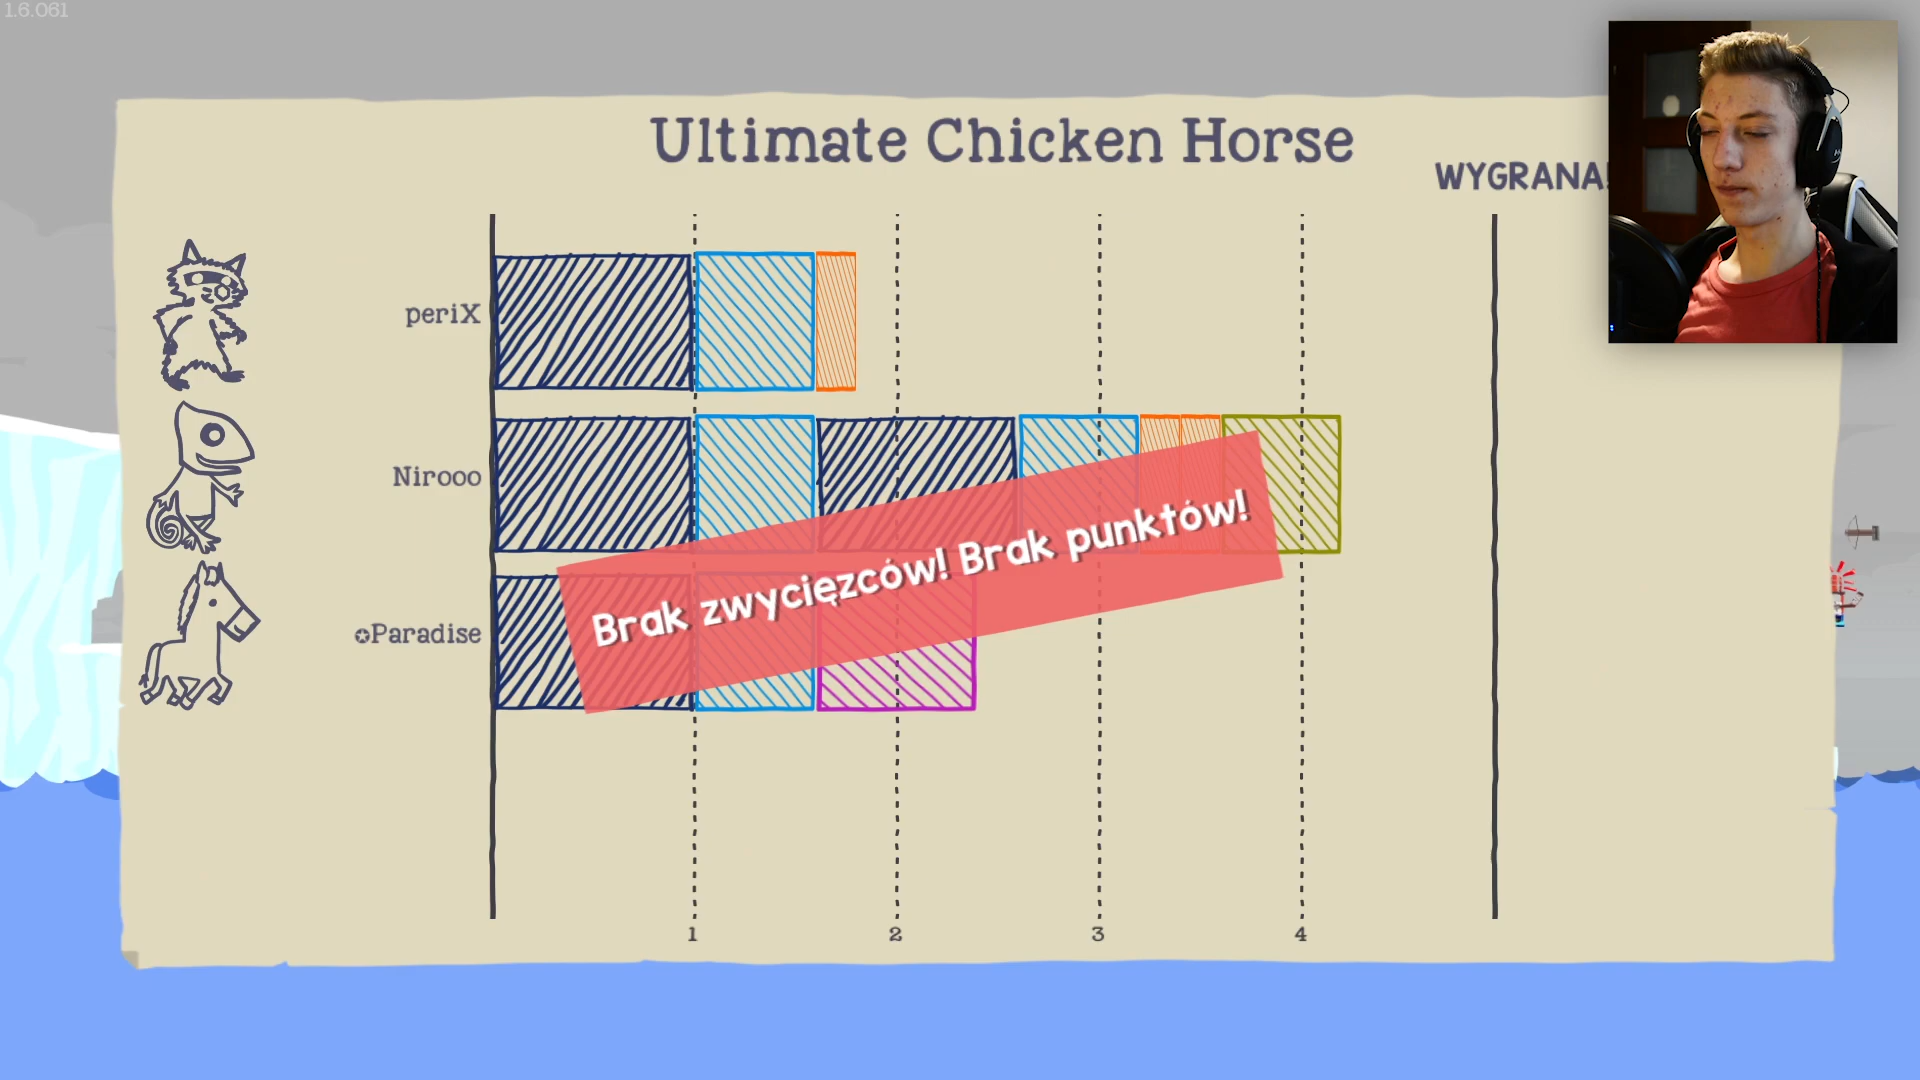 1.6.061
Ultimate Chicken Horse
WYGRANA!
periX
Nirooo
✪Paradise
Brak zwycięzców! Brak punktów!
1 2 3 4